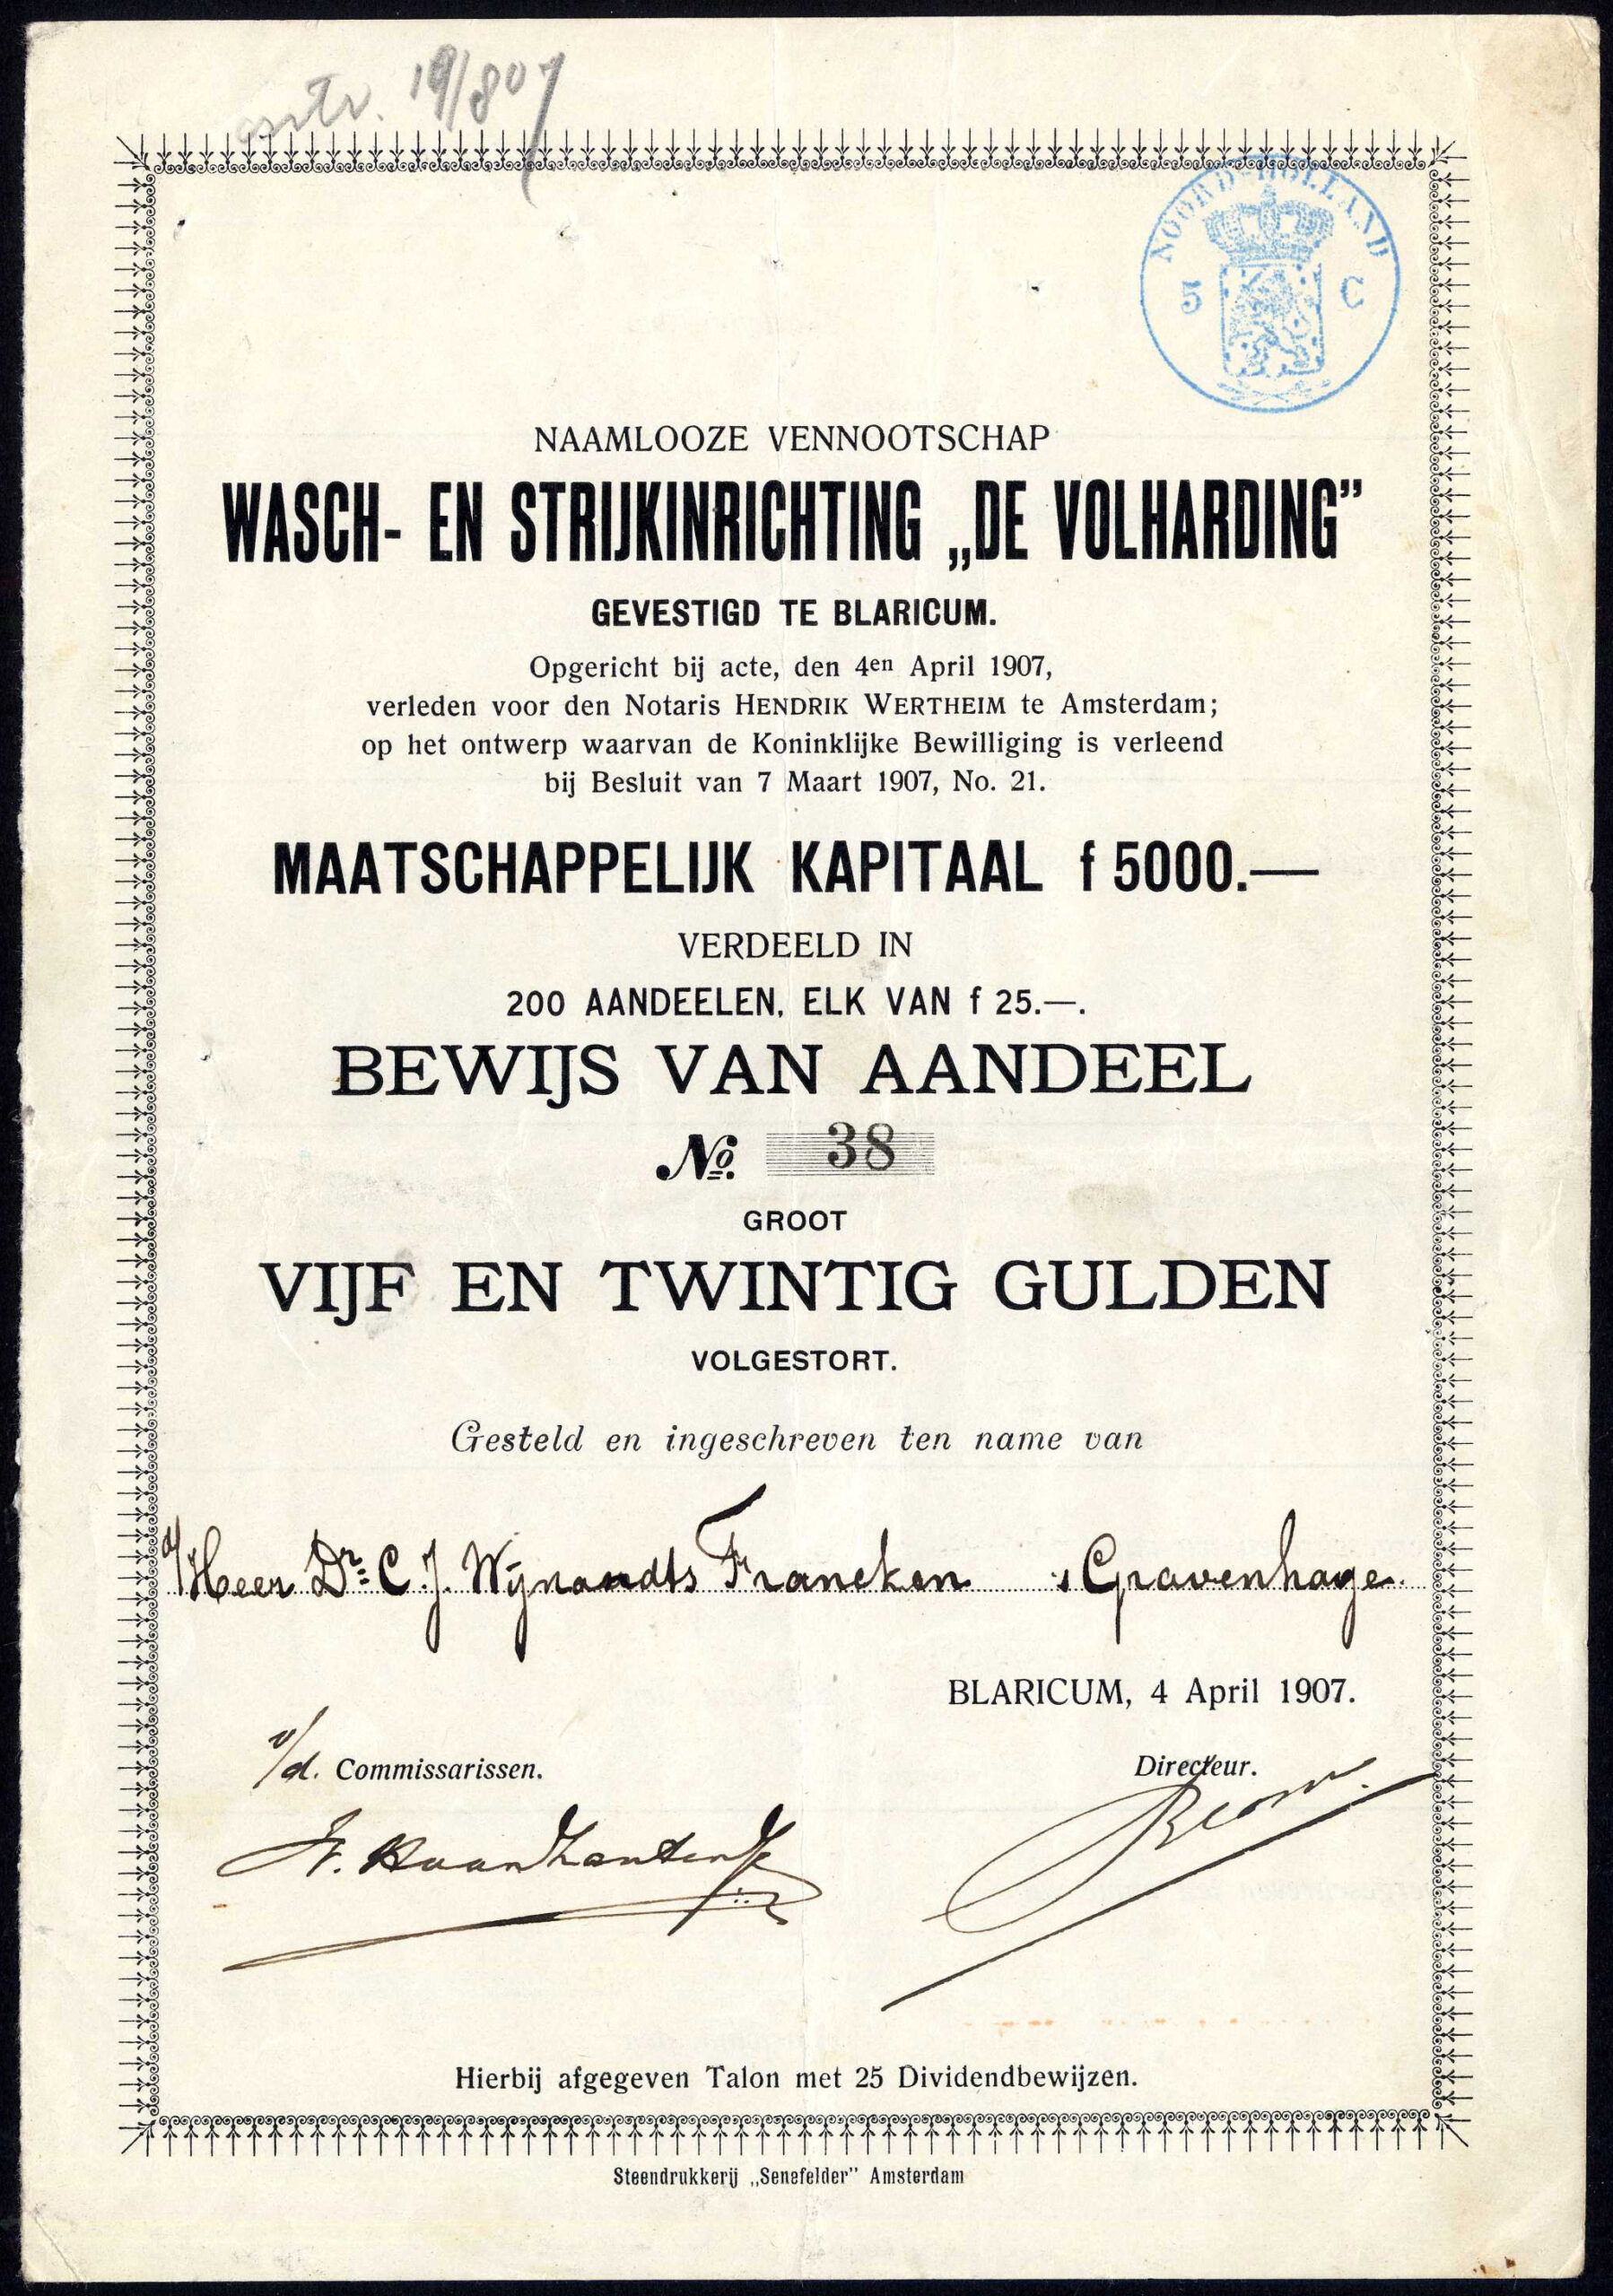 19/807
NOORD-HOLLAND
5 C
NAAMLOOZE VENNOOTSCHAP
WASCH- EN STRIJKINRICHTING „DE VOLHARDING”
GEVESTIGD TE BLARICUM.
Opgericht bij acte, den 4en April 1907,
verleden voor den Notaris HENDRIK WERTHEIM te Amsterdam;
op het ontwerp waarvan de Koninklijke Bewilliging is verleend
bij Besluit van 7 Maart 1907, No. 21.
MAATSCHAPPELIJK KAPITAAL f 5000.—
VERDEELD IN
200 AANDEELEN, ELK VAN f 25.—.
BEWIJS VAN AANDEEL
No. 38
GROOT
VIJF EN TWINTIG GULDEN
VOLGESTORT.
Gesteld en ingeschreven ten name van
d/Heer Dr. C. J. Wijnaendts Francken s Gravenhage.
BLARICUM, 4 April 1907.
v/d. Commissarissen. Directeur.
Hierbij afgegeven Talon met 25 Dividendbewijzen.
Steendrukkerij „Senefelder” Amsterdam